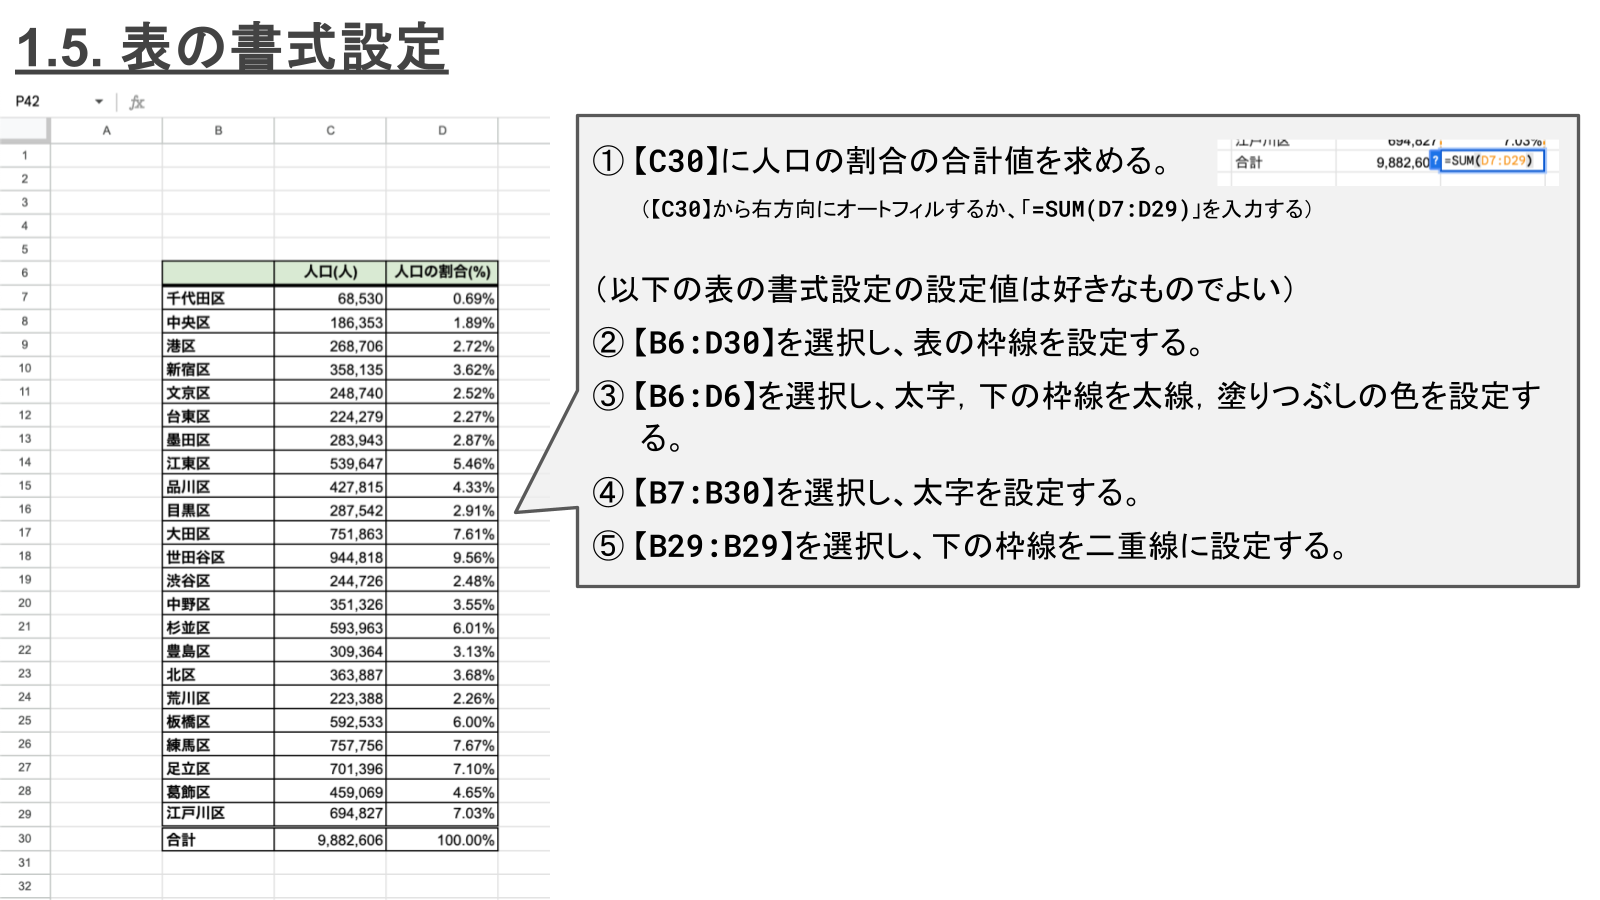 1.5. 表の書式設定
P42 fx
A B C D
1
2
3
4
5
6 人口(人) 人口の割合(%)
7 千代田区 68,530 0.69%
8 中央区 186,353 1.89%
9 港区 268,706 2.72%
10 新宿区 358,135 3.62%
11 文京区 248,740 2.52%
12 台東区 224,279 2.27%
13 墨田区 283,943 2.87%
14 江東区 539,647 5.46%
15 品川区 427,815 4.33%
16 目黒区 287,542 2.91%
17 大田区 751,863 7.61%
18 世田谷区 944,818 9.56%
19 渋谷区 244,726 2.48%
20 中野区 351,326 3.55%
21 杉並区 593,963 6.01%
22 豊島区 309,364 3.13%
23 北区 363,887 3.68%
24 荒川区 223,388 2.26%
25 板橋区 592,533 6.00%
26 練馬区 757,756 7.67%
27 足立区 701,396 7.10%
28 葛飾区 459,069 4.65%
29 江戸川区 694,827 7.03%
30 合計 9,882,606 100.00%
31
32
①【C30】に人口の割合の合計値を求める。
江戸川区 694,827 7.03%
合計 9,882,60 ? =SUM(D7:D29)
（【C30】から右方向にオートフィルするか、「=SUM(D7:D29)」を入力する）
（以下の表の書式設定の設定値は好きなものでよい）
②【B6:D30】を選択し、表の枠線を設定する。
③【B6:D6】を選択し、太字, 下の枠線を太線, 塗りつぶしの色を設定す
る。
④【B7:B30】を選択し、太字を設定する。
⑤【B29:B29】を選択し、下の枠線を二重線に設定する。